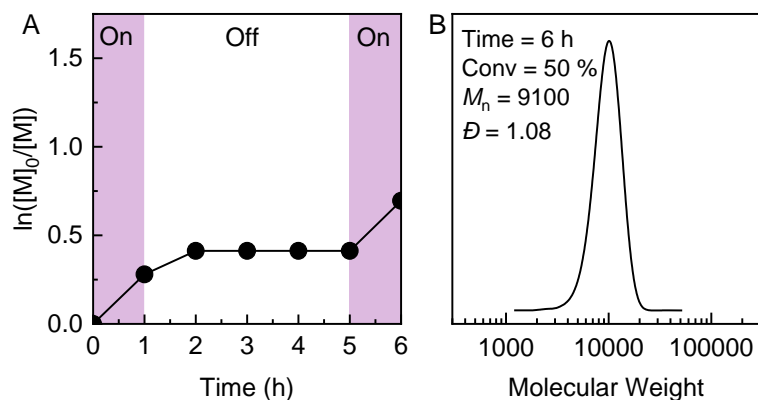 A
On
Off
On
ln([M]0/[M])
1.5
1.0
0.5
0.0
0 1 2 3 4 5 6
Time (h)
B
Time = 6 h
Conv = 50 %
Mn = 9100
Đ = 1.08
1000 10000 100000
Molecular Weight